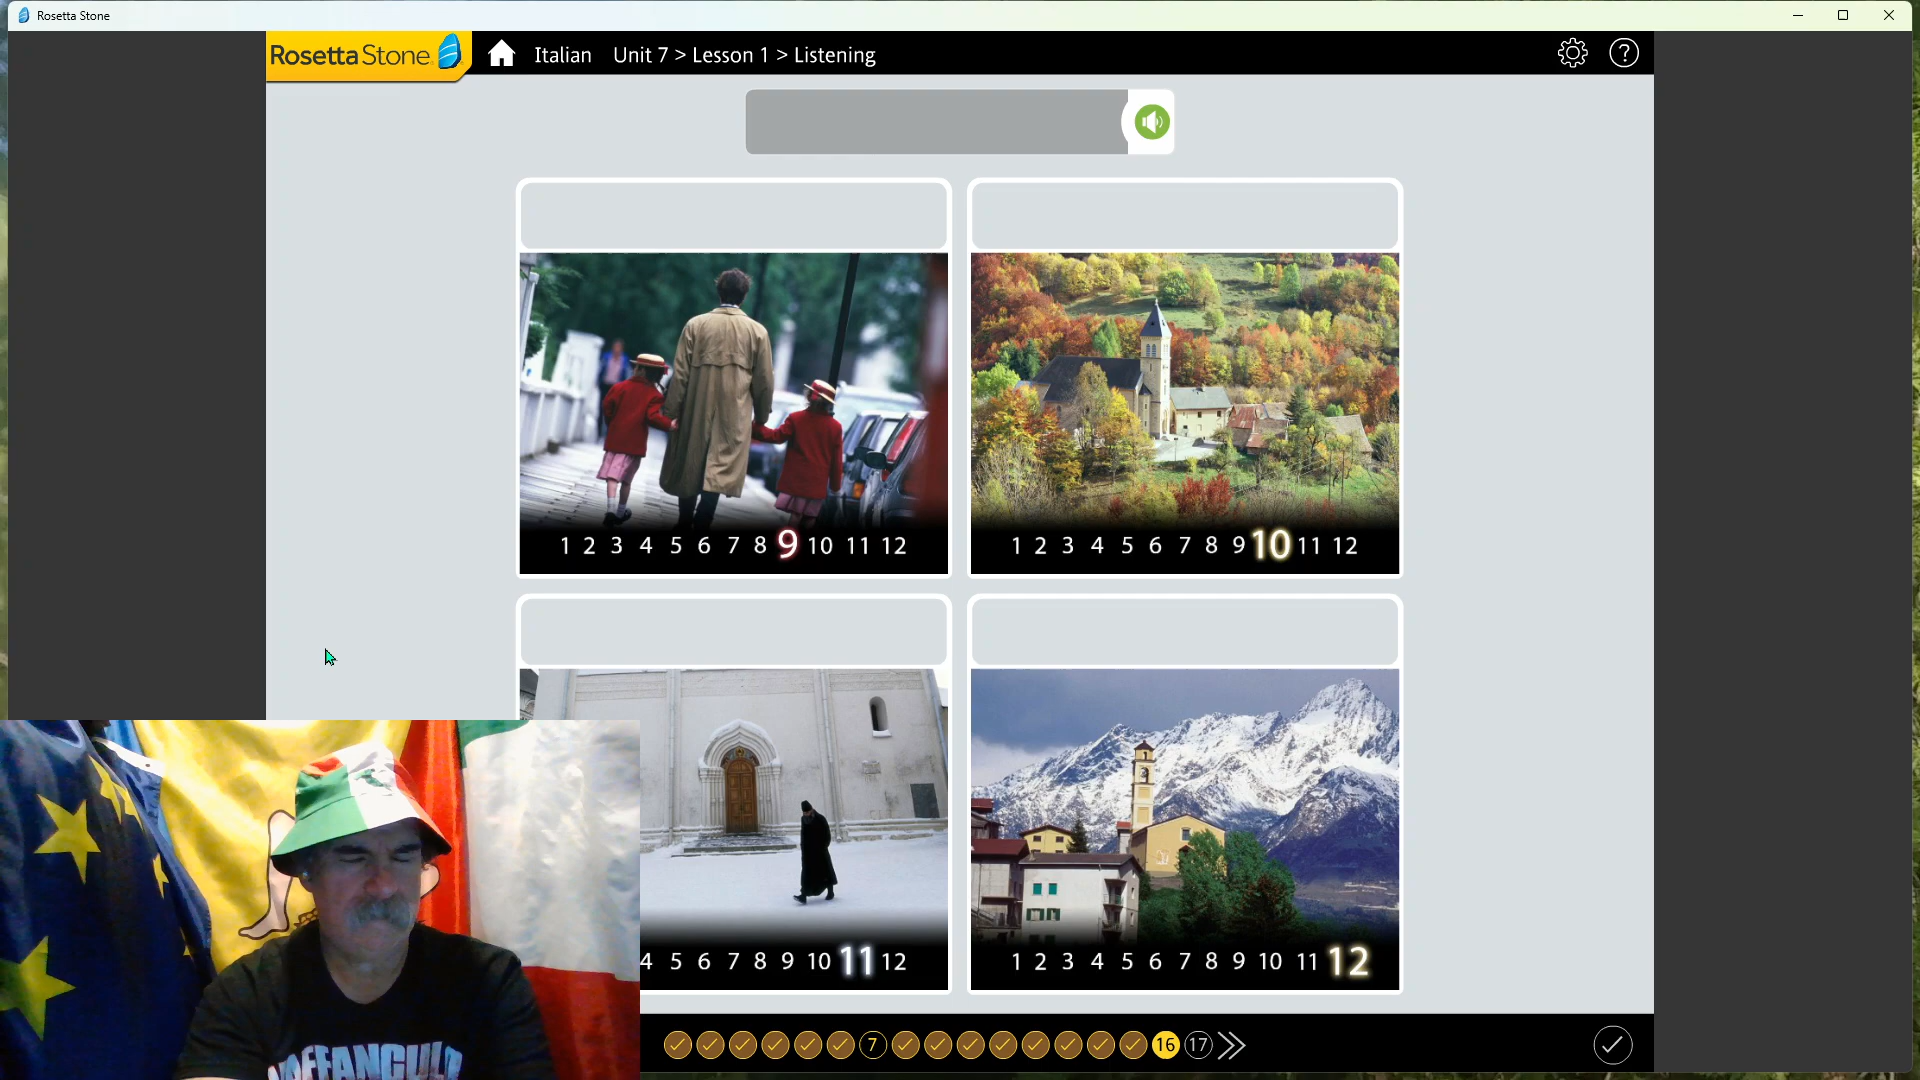 Rosetta Stone
RosettaStone
Italian Unit 7 > Lesson 1 > Listening
?
1 2 3 4 5 6 7 8 9 10 11 12
1 2 3 4 5 6 7 8 9 10 11 12
4 5 6 7 8 9 10 11 12
1 2 3 4 5 6 7 8 9 10 11 12
7 16 17